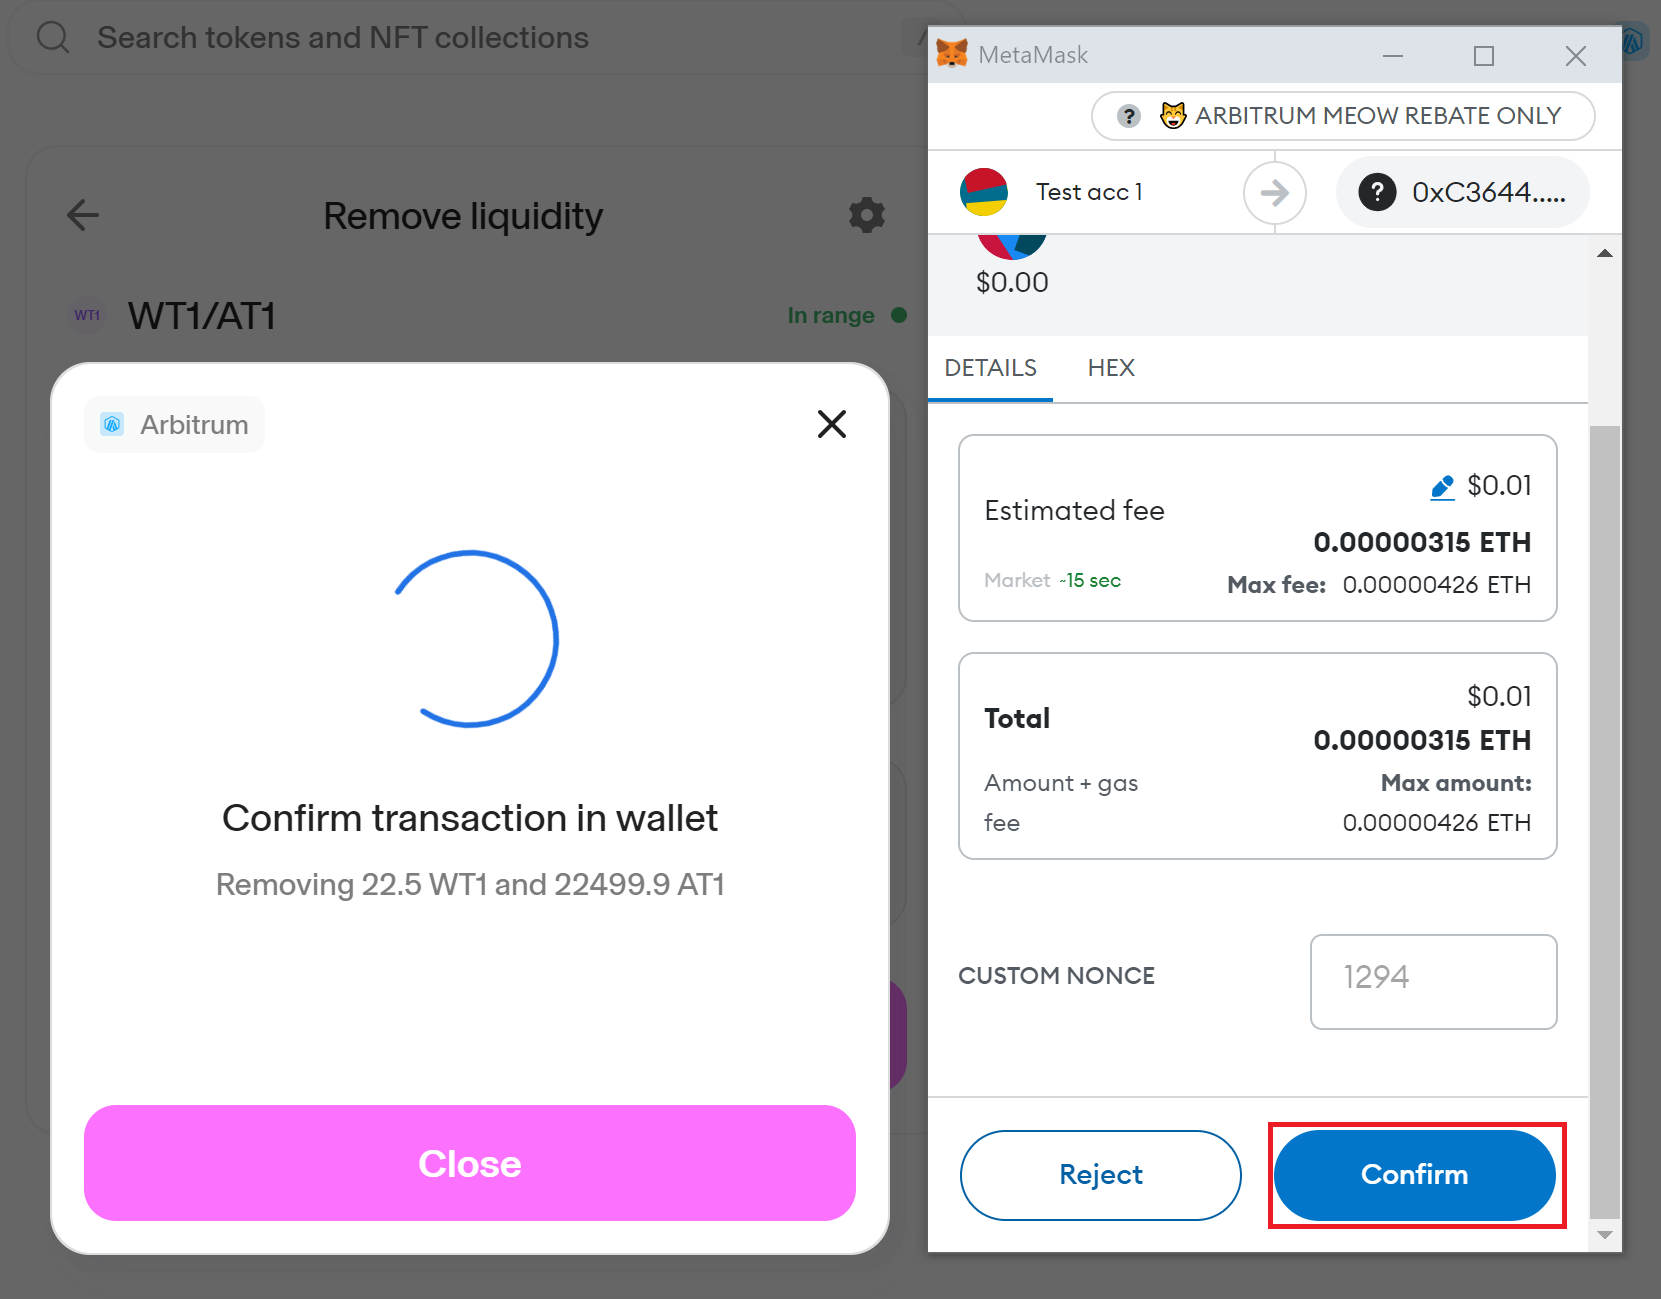 Search tokens and NFT collections
Remove liquidity
WT1 WT1/AT1
In range
Arbitrum
Confirm transaction in wallet
Removing 22.5 WT1 and 22499.9 AT1
Close
MetaMask
? ARBITRUM MEOW REBATE ONLY
Test acc 1
? 0xC3644.....
$0.00
DETAILS HEX
$0.01
Estimated fee
0.00000315 ETH
Market ~15 sec
Max fee: 0.00000426 ETH
$0.01
Total
0.00000315 ETH
Amount + gas
fee
Max amount:
0.00000426 ETH
CUSTOM NONCE
1294
Reject
Confirm